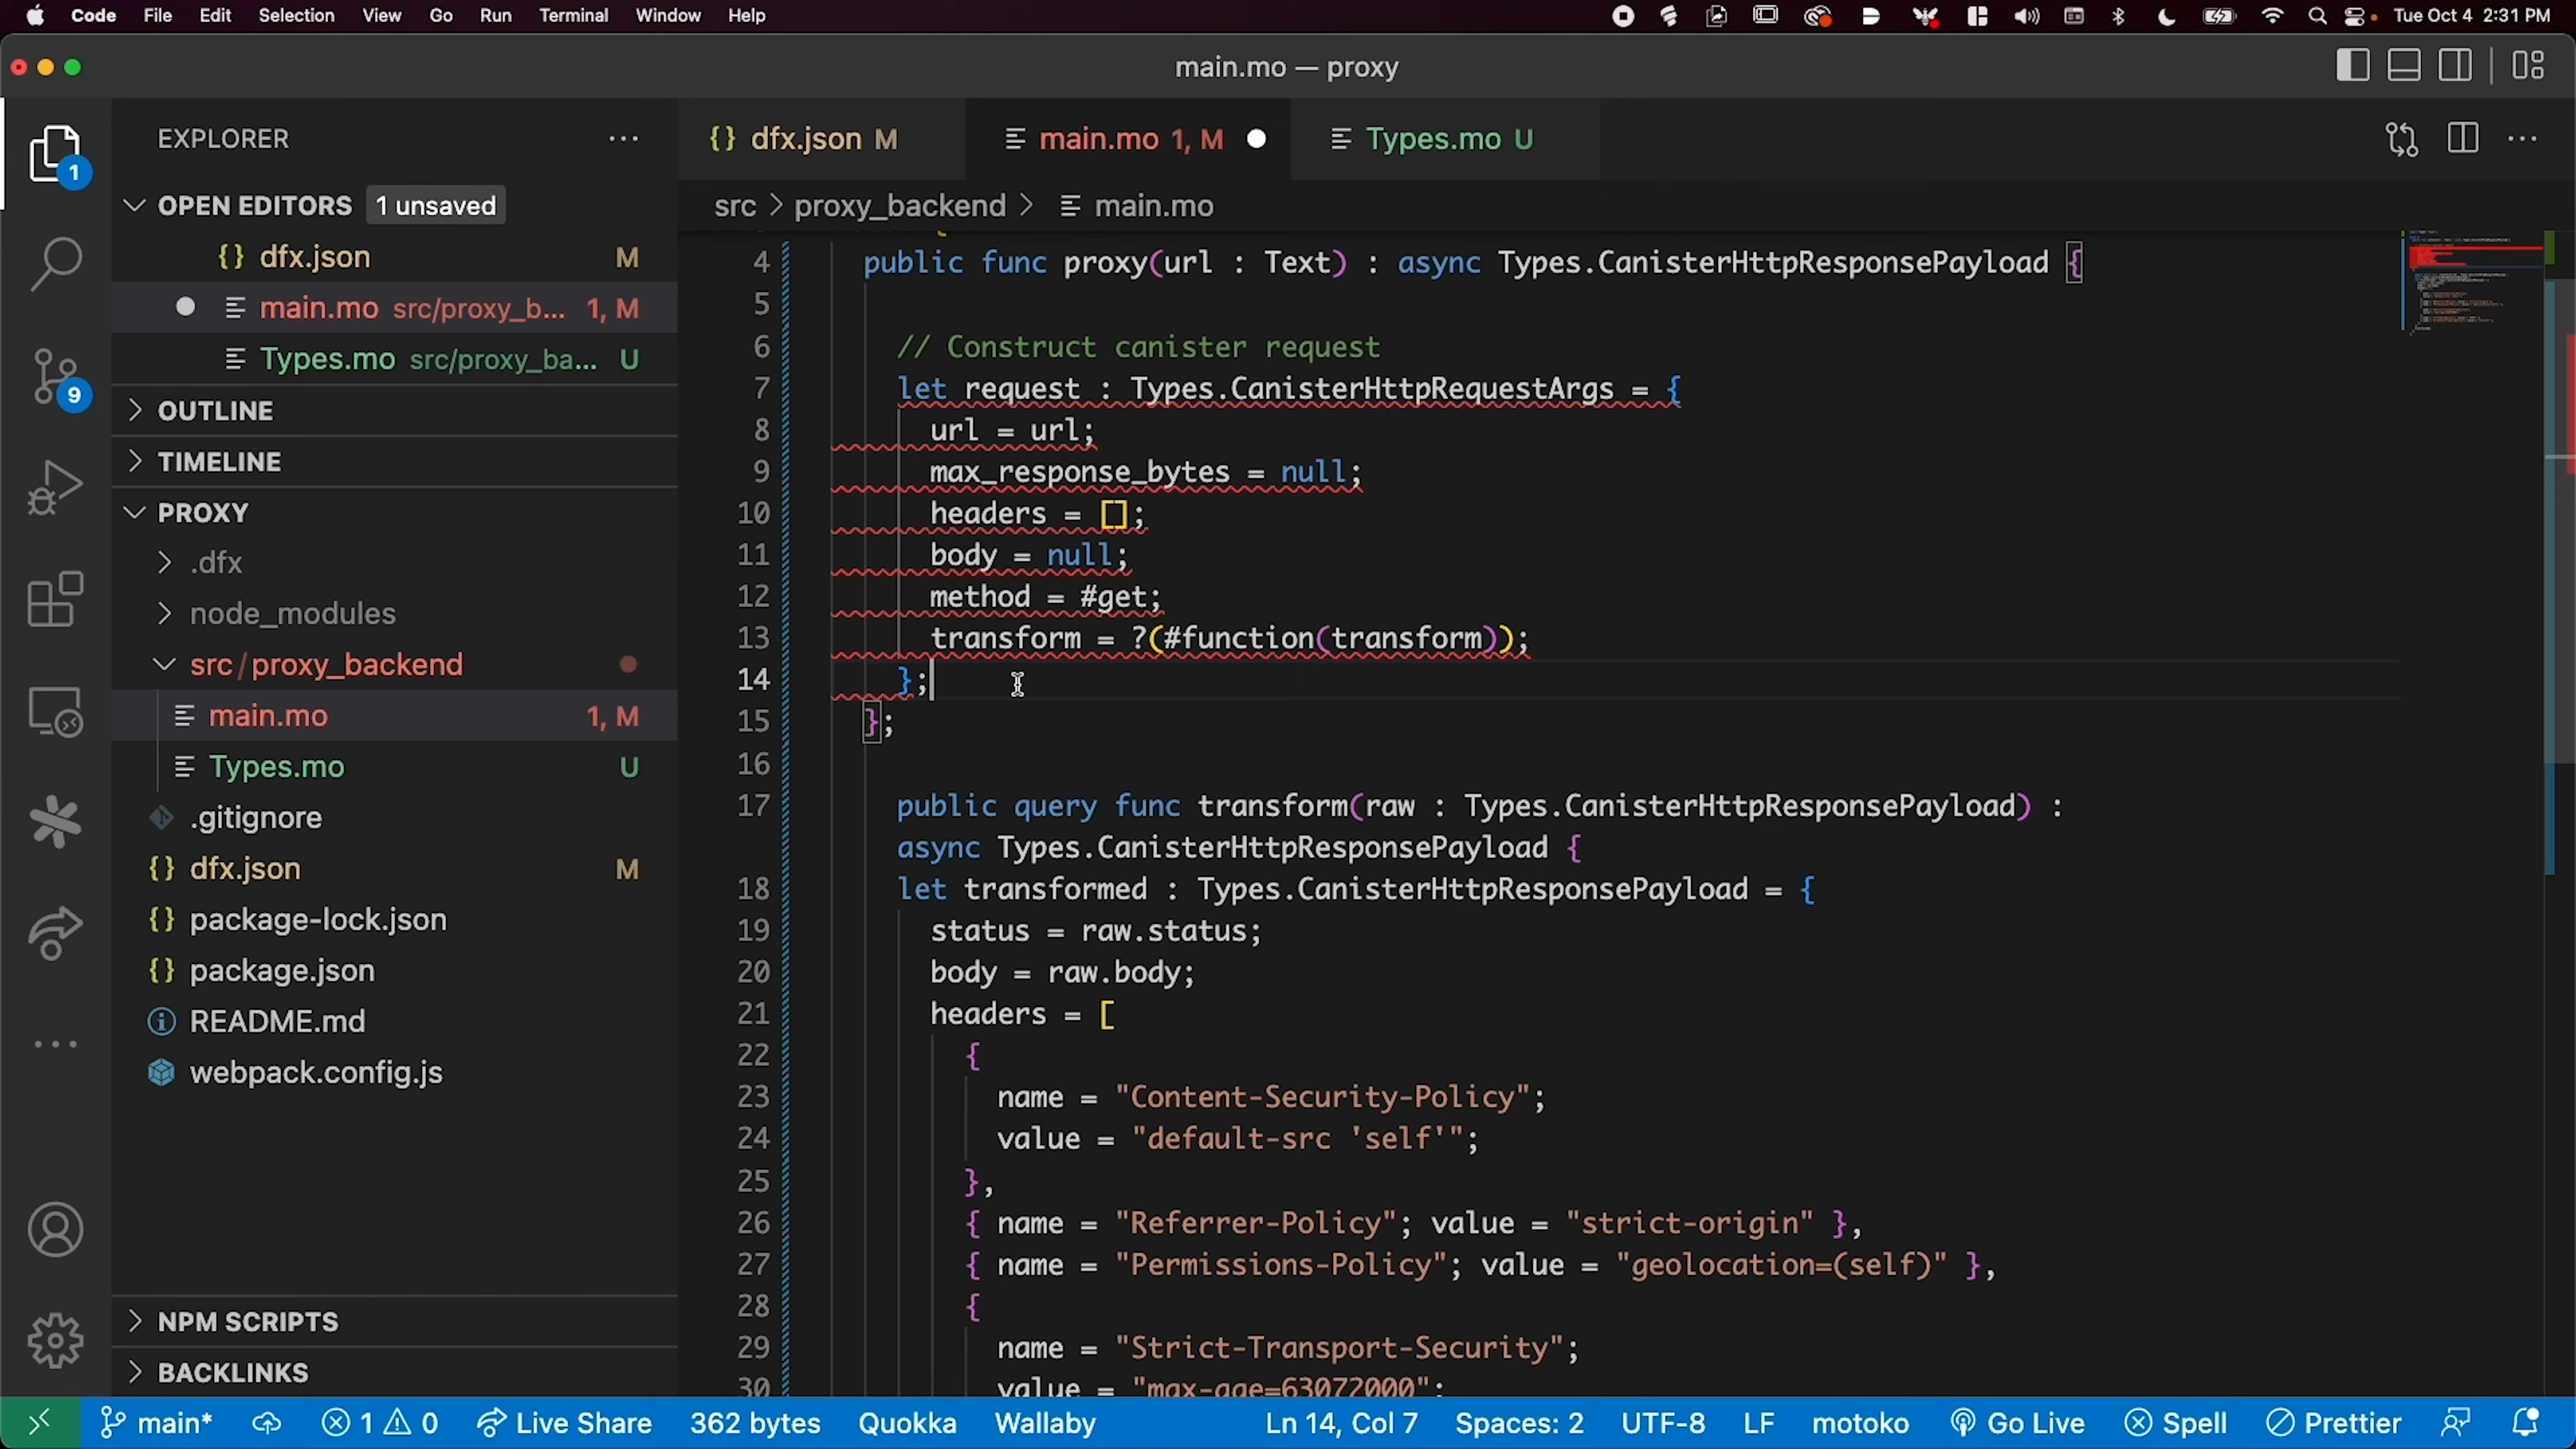 Code File Edit Selection View Go Run Terminal Window Help Tue Oct 4 2:31 PM
main.mo — proxy
EXPLORER
{} dfx.json M main.mo 1, M Types.mo U
OPEN EDITORS 1 unsaved
src > proxy_backend > main.mo
{} dfx.json M
main.mo src/proxy_b... 1, M
Types.mo src/proxy_ba... U
OUTLINE
TIMELINE
PROXY
.dfx
node_modules
src/proxy_backend
main.mo 1, M
Types.mo U
.gitignore
{} dfx.json M
{} package-lock.json
{} package.json
README.md
webpack.config.js
NPM SCRIPTS
BACKLINKS
1
9
4 public func proxy(url : Text) : async Types.CanisterHttpResponsePayload {
5
6 // Construct canister request
7 let request : Types.CanisterHttpRequestArgs = {
8 url = url;
9 max_response_bytes = null;
10 headers = [];
11 body = null;
12 method = #get;
13 transform = ?(#function(transform));
14 };
15 };
16
17 public query func transform(raw : Types.CanisterHttpResponsePayload) :
async Types.CanisterHttpResponsePayload {
18 let transformed : Types.CanisterHttpResponsePayload = {
19 status = raw.status;
20 body = raw.body;
21 headers = [
22 {
23 name = "Content-Security-Policy";
24 value = "default-src 'self'";
25 },
26 { name = "Referrer-Policy"; value = "strict-origin" },
27 { name = "Permissions-Policy"; value = "geolocation=(self)" },
28 {
29 name = "Strict-Transport-Security";
30 value = "max-age=63072000";
main* 1 0 Live Share 362 bytes Quokka Wallaby Ln 14, Col 7 Spaces: 2 UTF-8 LF motoko Go Live Spell Prettier